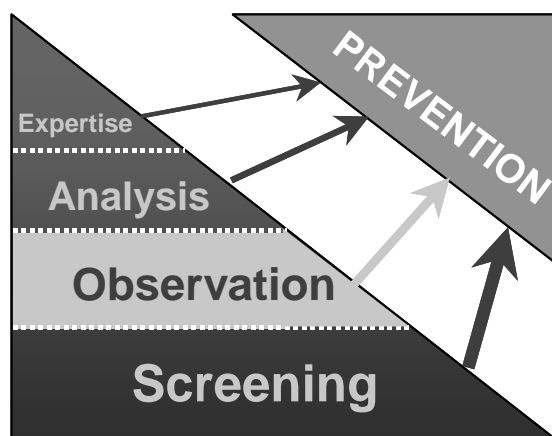 PREVENTION
Expertise
Analysis
Observation
Screening